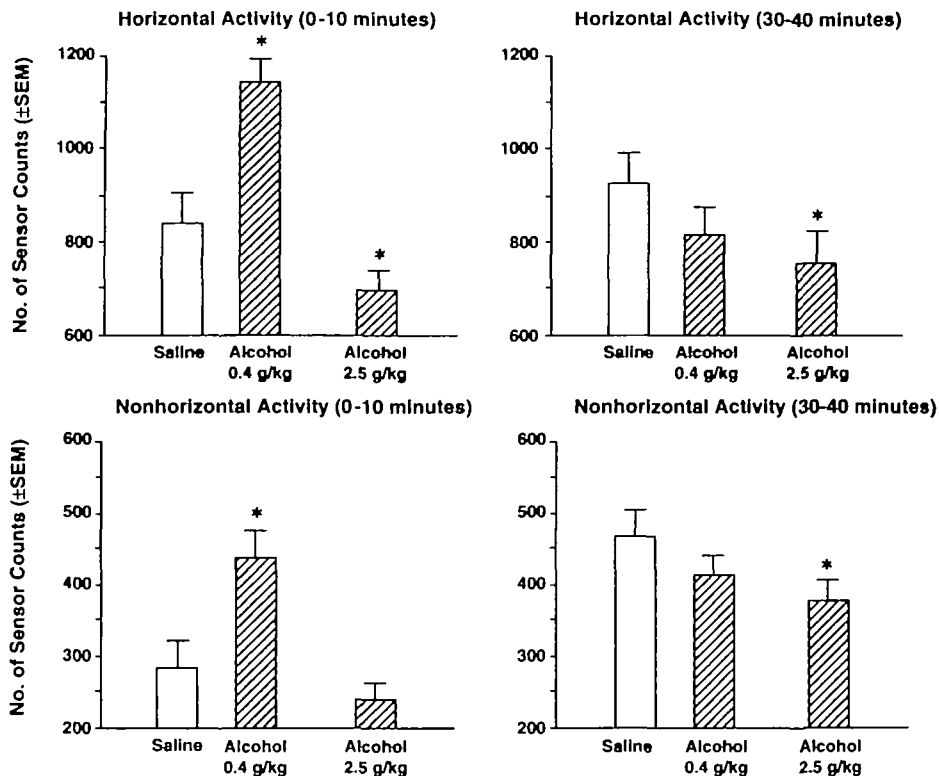 Horizontal Activity (0-10 minutes)
No. of Sensor Counts (±SEM)
1200
1000
800
600
*
*
Saline
Alcohol
0.4 g/kg
Alcohol
2.5 g/kg
Horizontal Activity (30-40 minutes)
1200
1000
800
600
*
Saline
Alcohol
0.4 g/kg
Alcohol
2.5 g/kg
Nonhorizontal Activity (0-10 minutes)
No. of Sensor Counts (±SEM)
600
500
400
300
200
*
Saline
Alcohol
0.4 g/kg
Alcohol
2.5 g/kg
Nonhorizontal Activity (30-40 minutes)
600
500
400
300
200
*
Saline
Alcohol
0.4 g/kg
Alcohol
2.5 g/kg